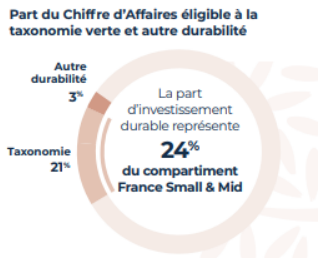 Part du Chiffre d’Affaires éligible à la
taxonomie verte et autre durabilité
Autre
durabilité
3%
Taxonomie
21%
La part
d’investissement
durable représente
24%
du compartiment
France Small & Mid